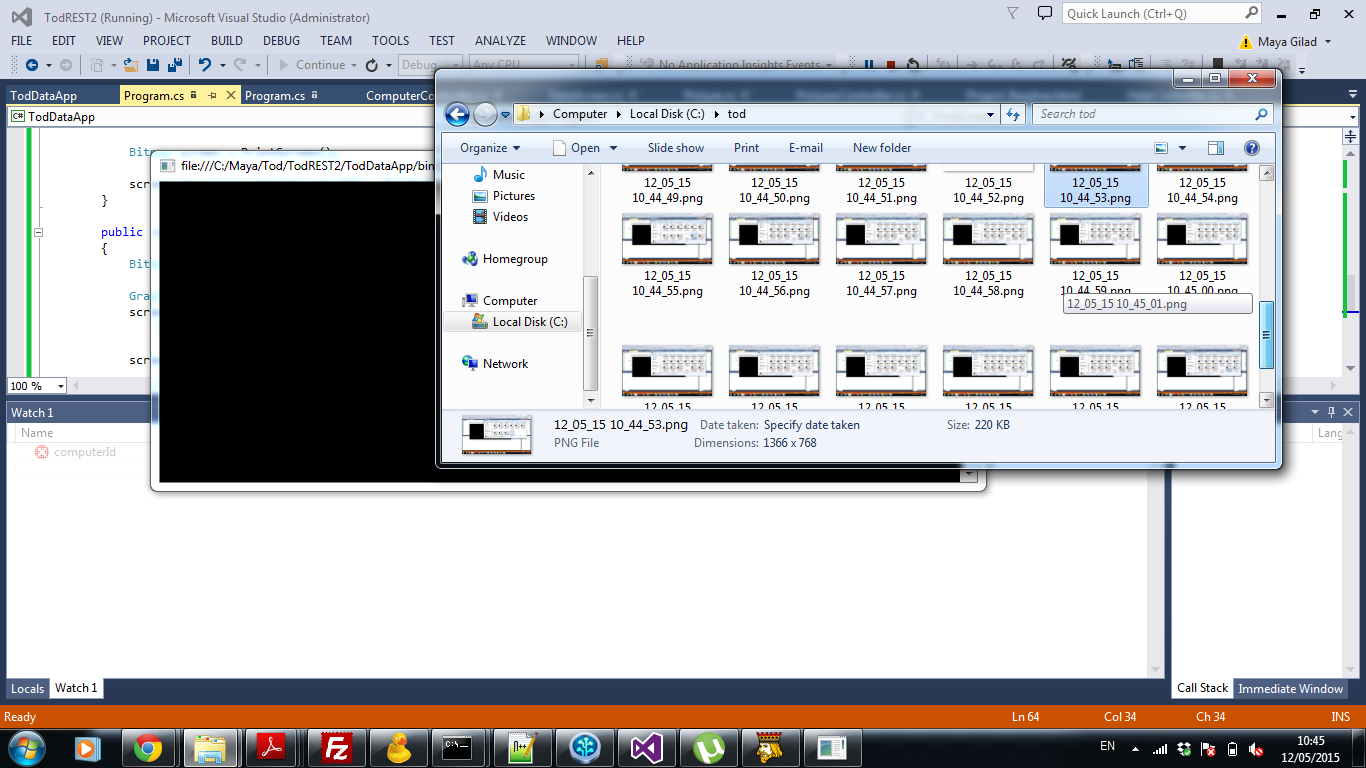 TodREST2 (Running) - Microsoft Visual Studio (Administrator)
Quick Launch (Ctrl+Q)
FILE EDIT VIEW PROJECT BUILD DEBUG TEAM TOOLS TEST ANALYZE WINDOW HELP
Maya Gilad
Continue Debug Any CPU No Application Insights Events
TodDataApp Program.cs Program.cs ComputerCo
TodDataApp
Bit
scr
}
public
{
Bit
Gra
scr
scr
100 %
file:///C:/Maya/Tod/TodREST2/TodDataApp/bin
Computer Local Disk (C:) tod
Search tod
Organize Open Slide show Print E-mail New folder
Music
Pictures
Videos
Homegroup
Computer
Local Disk (C:)
Network
12_05_15 12_05_15 12_05_15 12_05_15 12_05_15 12_05_15
10_44_49.png 10_44_50.png 10_44_51.png 10_44_52.png 10_44_53.png 10_44_54.png
12_05_15 12_05_15 12_05_15 12_05_15 12_05_15 12_05_15
10_44_55.png 10_44_56.png 10_44_57.png 10_44_58.png 10_44_59.png 10_45_00.png
12_05_15 10_45_01.png
12_05_15 12_05_15 12_05_15 12_05_15 12_05_15 12_05_15
12_05_15 10_44_53.png Date taken: Specify date taken Size: 220 KB
PNG File Dimensions: 1366 x 768
Watch 1
Name Lang
computerId
Locals Watch 1
Call Stack Immediate Window
Ready Ln 64 Col 34 Ch 34 INS
EN
10:45
12/05/2015